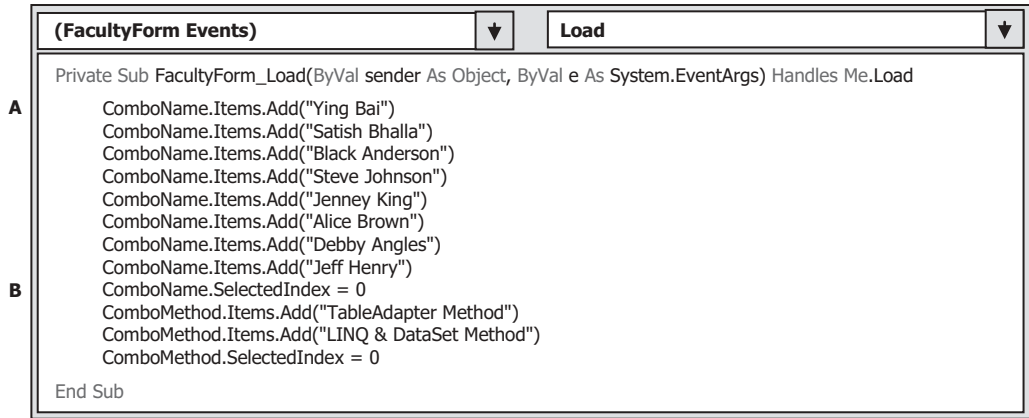 (FacultyForm Events) Load
Private Sub FacultyForm_Load(ByVal sender As Object, ByVal e As System.EventArgs) Handles Me.Load
A ComboName.Items.Add("Ying Bai")
ComboName.Items.Add("Satish Bhalla")
ComboName.Items.Add("Black Anderson")
ComboName.Items.Add("Steve Johnson")
ComboName.Items.Add("Jenney King")
ComboName.Items.Add("Alice Brown")
ComboName.Items.Add("Debby Angles")
ComboName.Items.Add("Jeff Henry")
B ComboName.SelectedIndex = 0
ComboMethod.Items.Add("TableAdapter Method")
ComboMethod.Items.Add("LINQ & DataSet Method")
ComboMethod.SelectedIndex = 0
End Sub